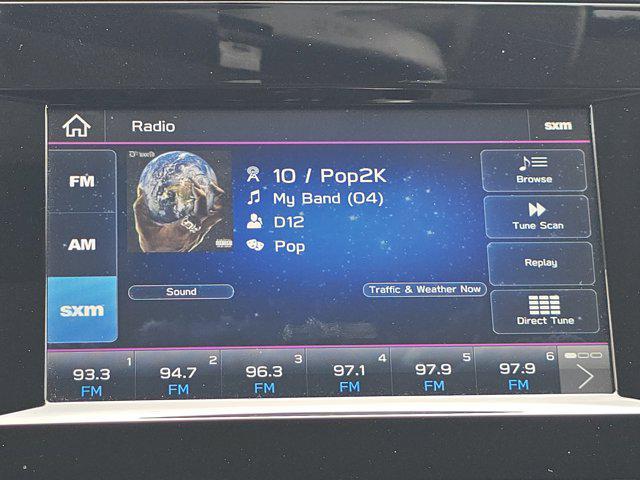 Radio
sxm
FM
AM
sxm
10 / Pop2K
My Band (04)
D12
Pop
Sound
Traffic & Weather Now
Browse
Tune Scan
Replay
Direct Tune
1
93.3
FM
2
94.7
FM
3
96.3
FM
4
97.1
FM
5
97.9
FM
6
97.9
FM